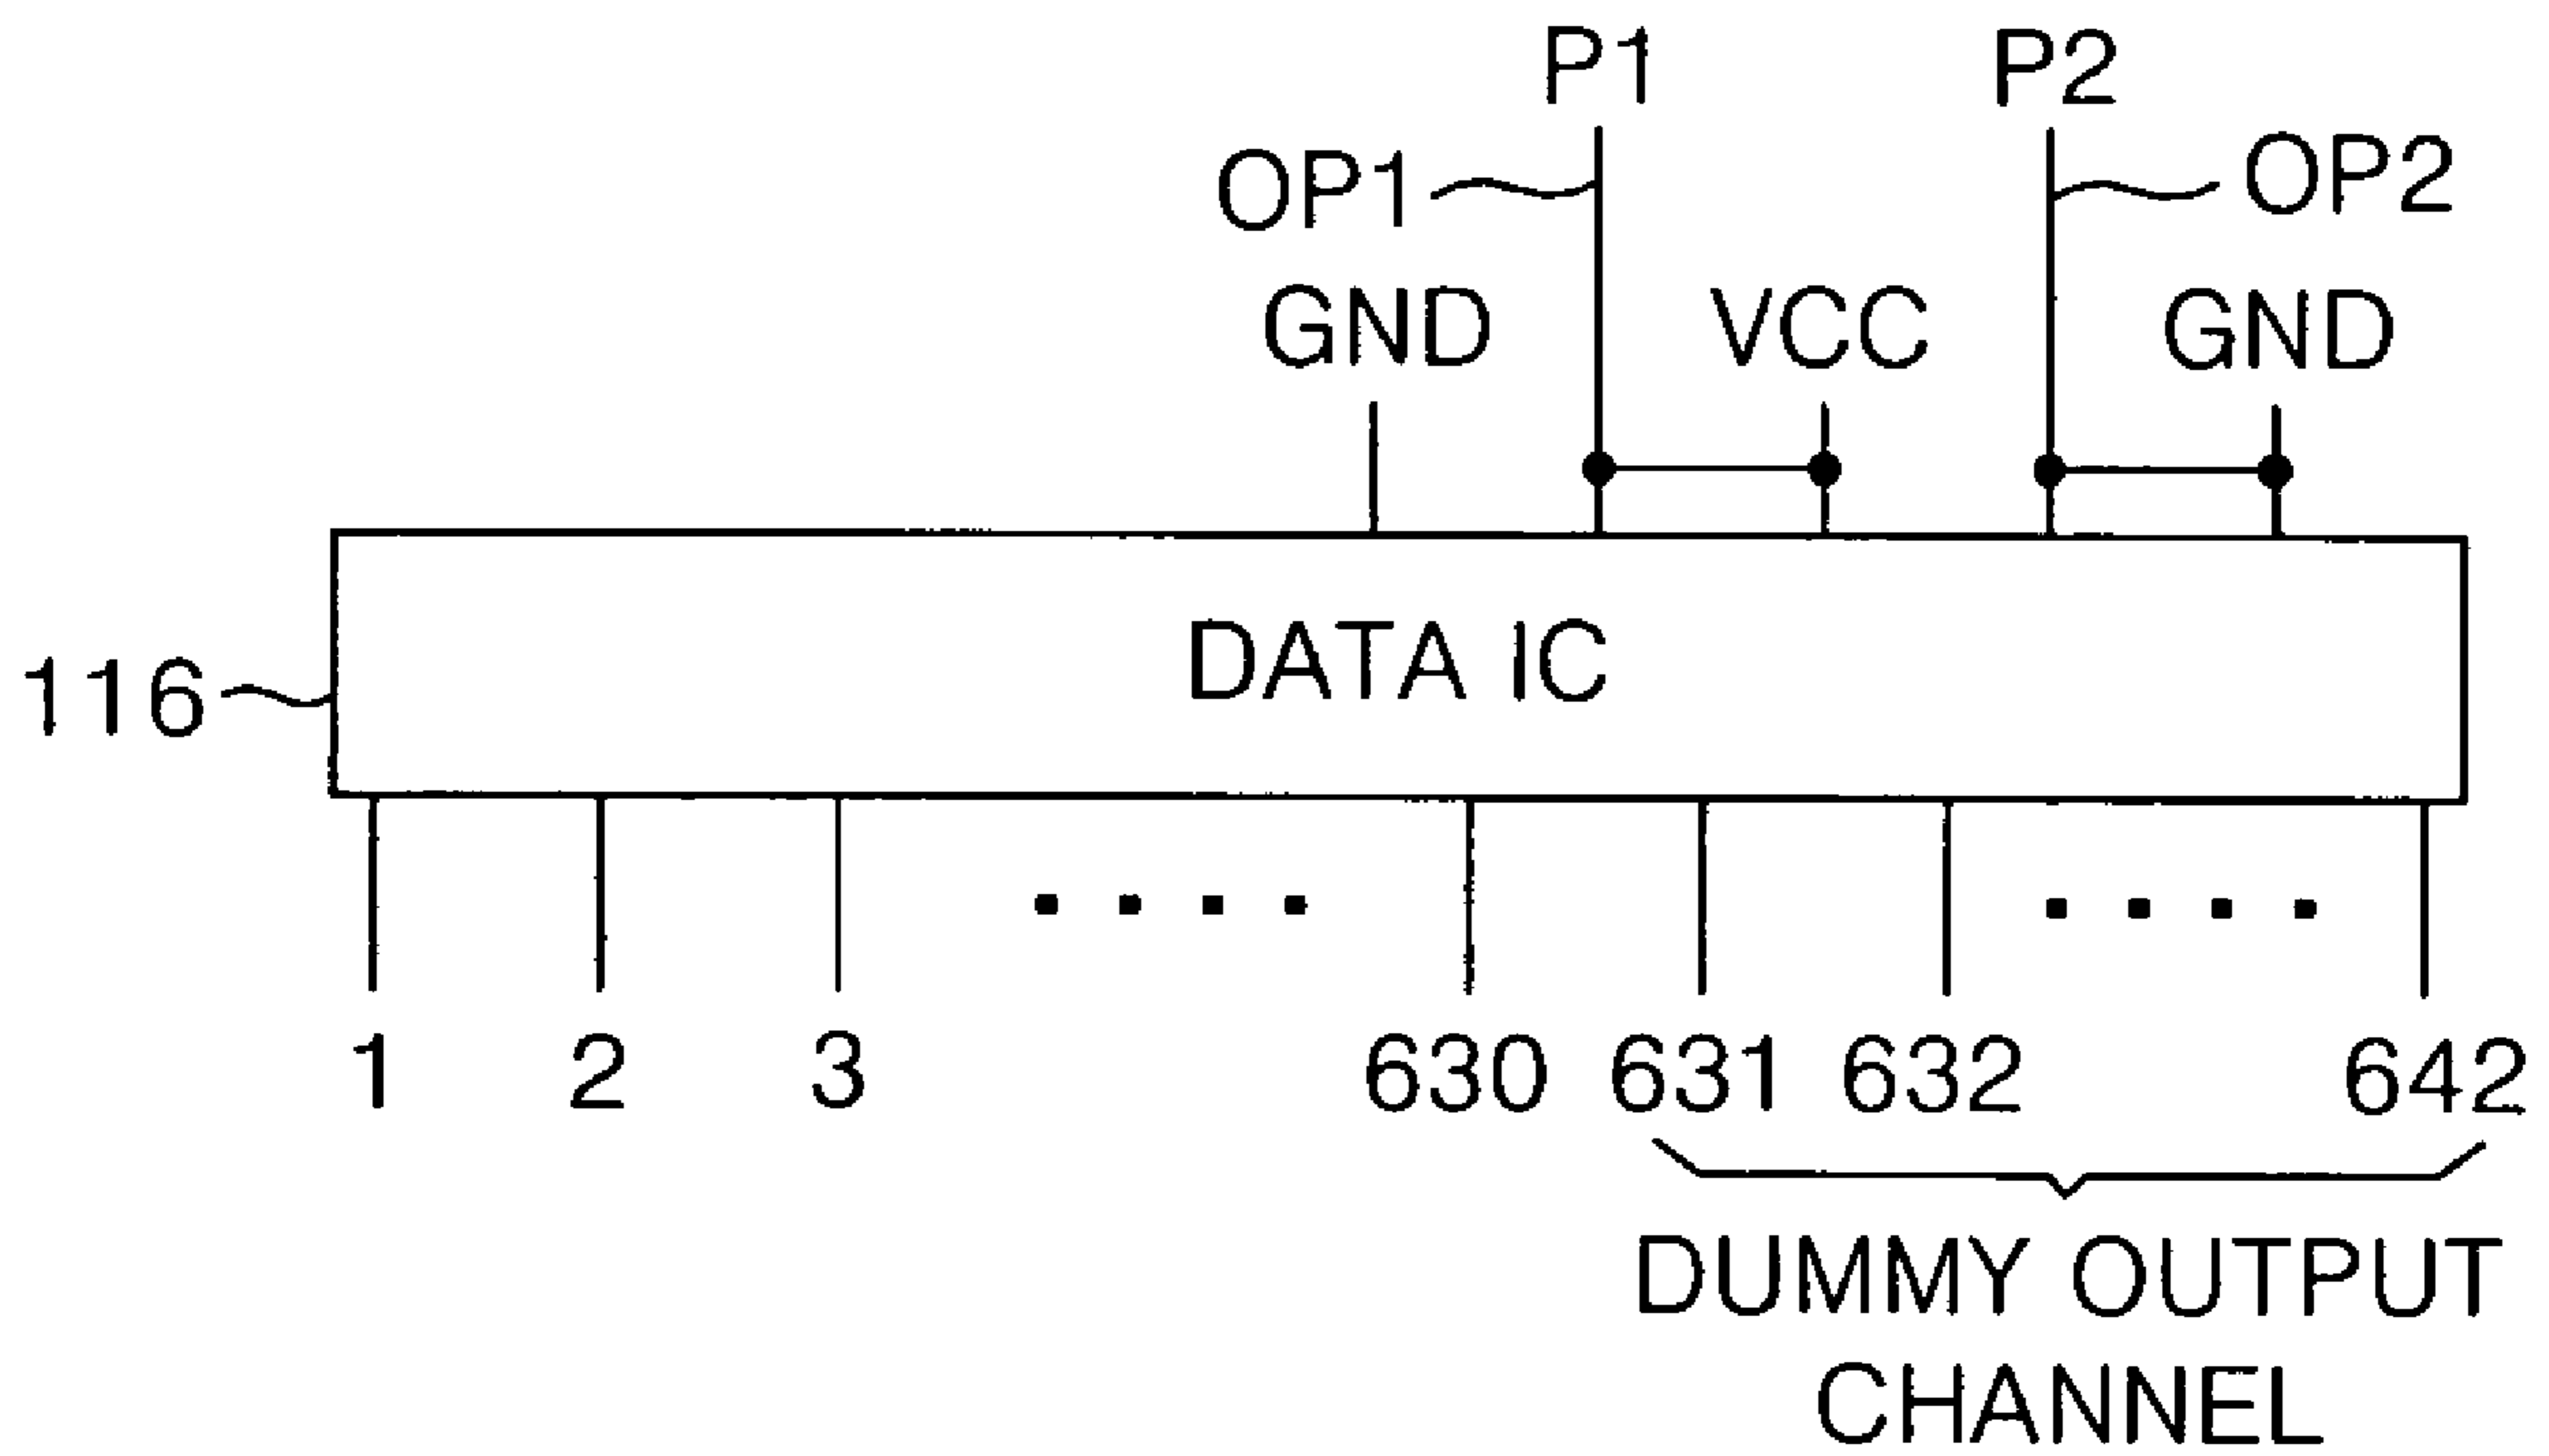 P1 P2
OP1 OP2
GND VCC GND
DATA IC
116
1 2 3 630 631 632 642
DUMMY OUTPUT
CHANNEL